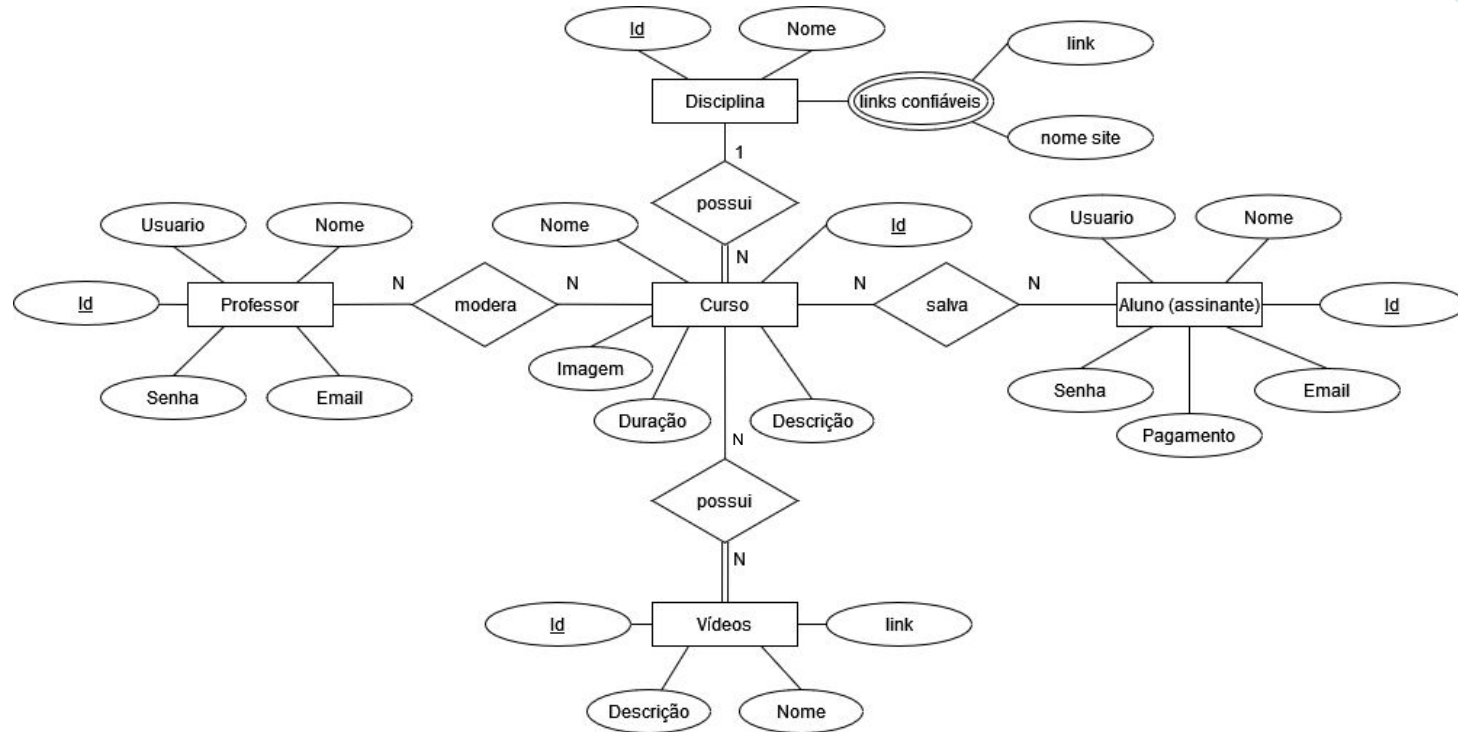 Id
Nome
link
Disciplina
links confiáveis
nome site
1
possui
Usuario
Nome
Nome
Id
Usuario
Nome
N
N
N
N
N
Id
Professor
modera
Curso
salva
Aluno (assinante)
Id
Imagem
Senha
Email
Duração
Descrição
Senha
Email
Pagamento
N
possui
N
Id
Vídeos
link
Descrição
Nome